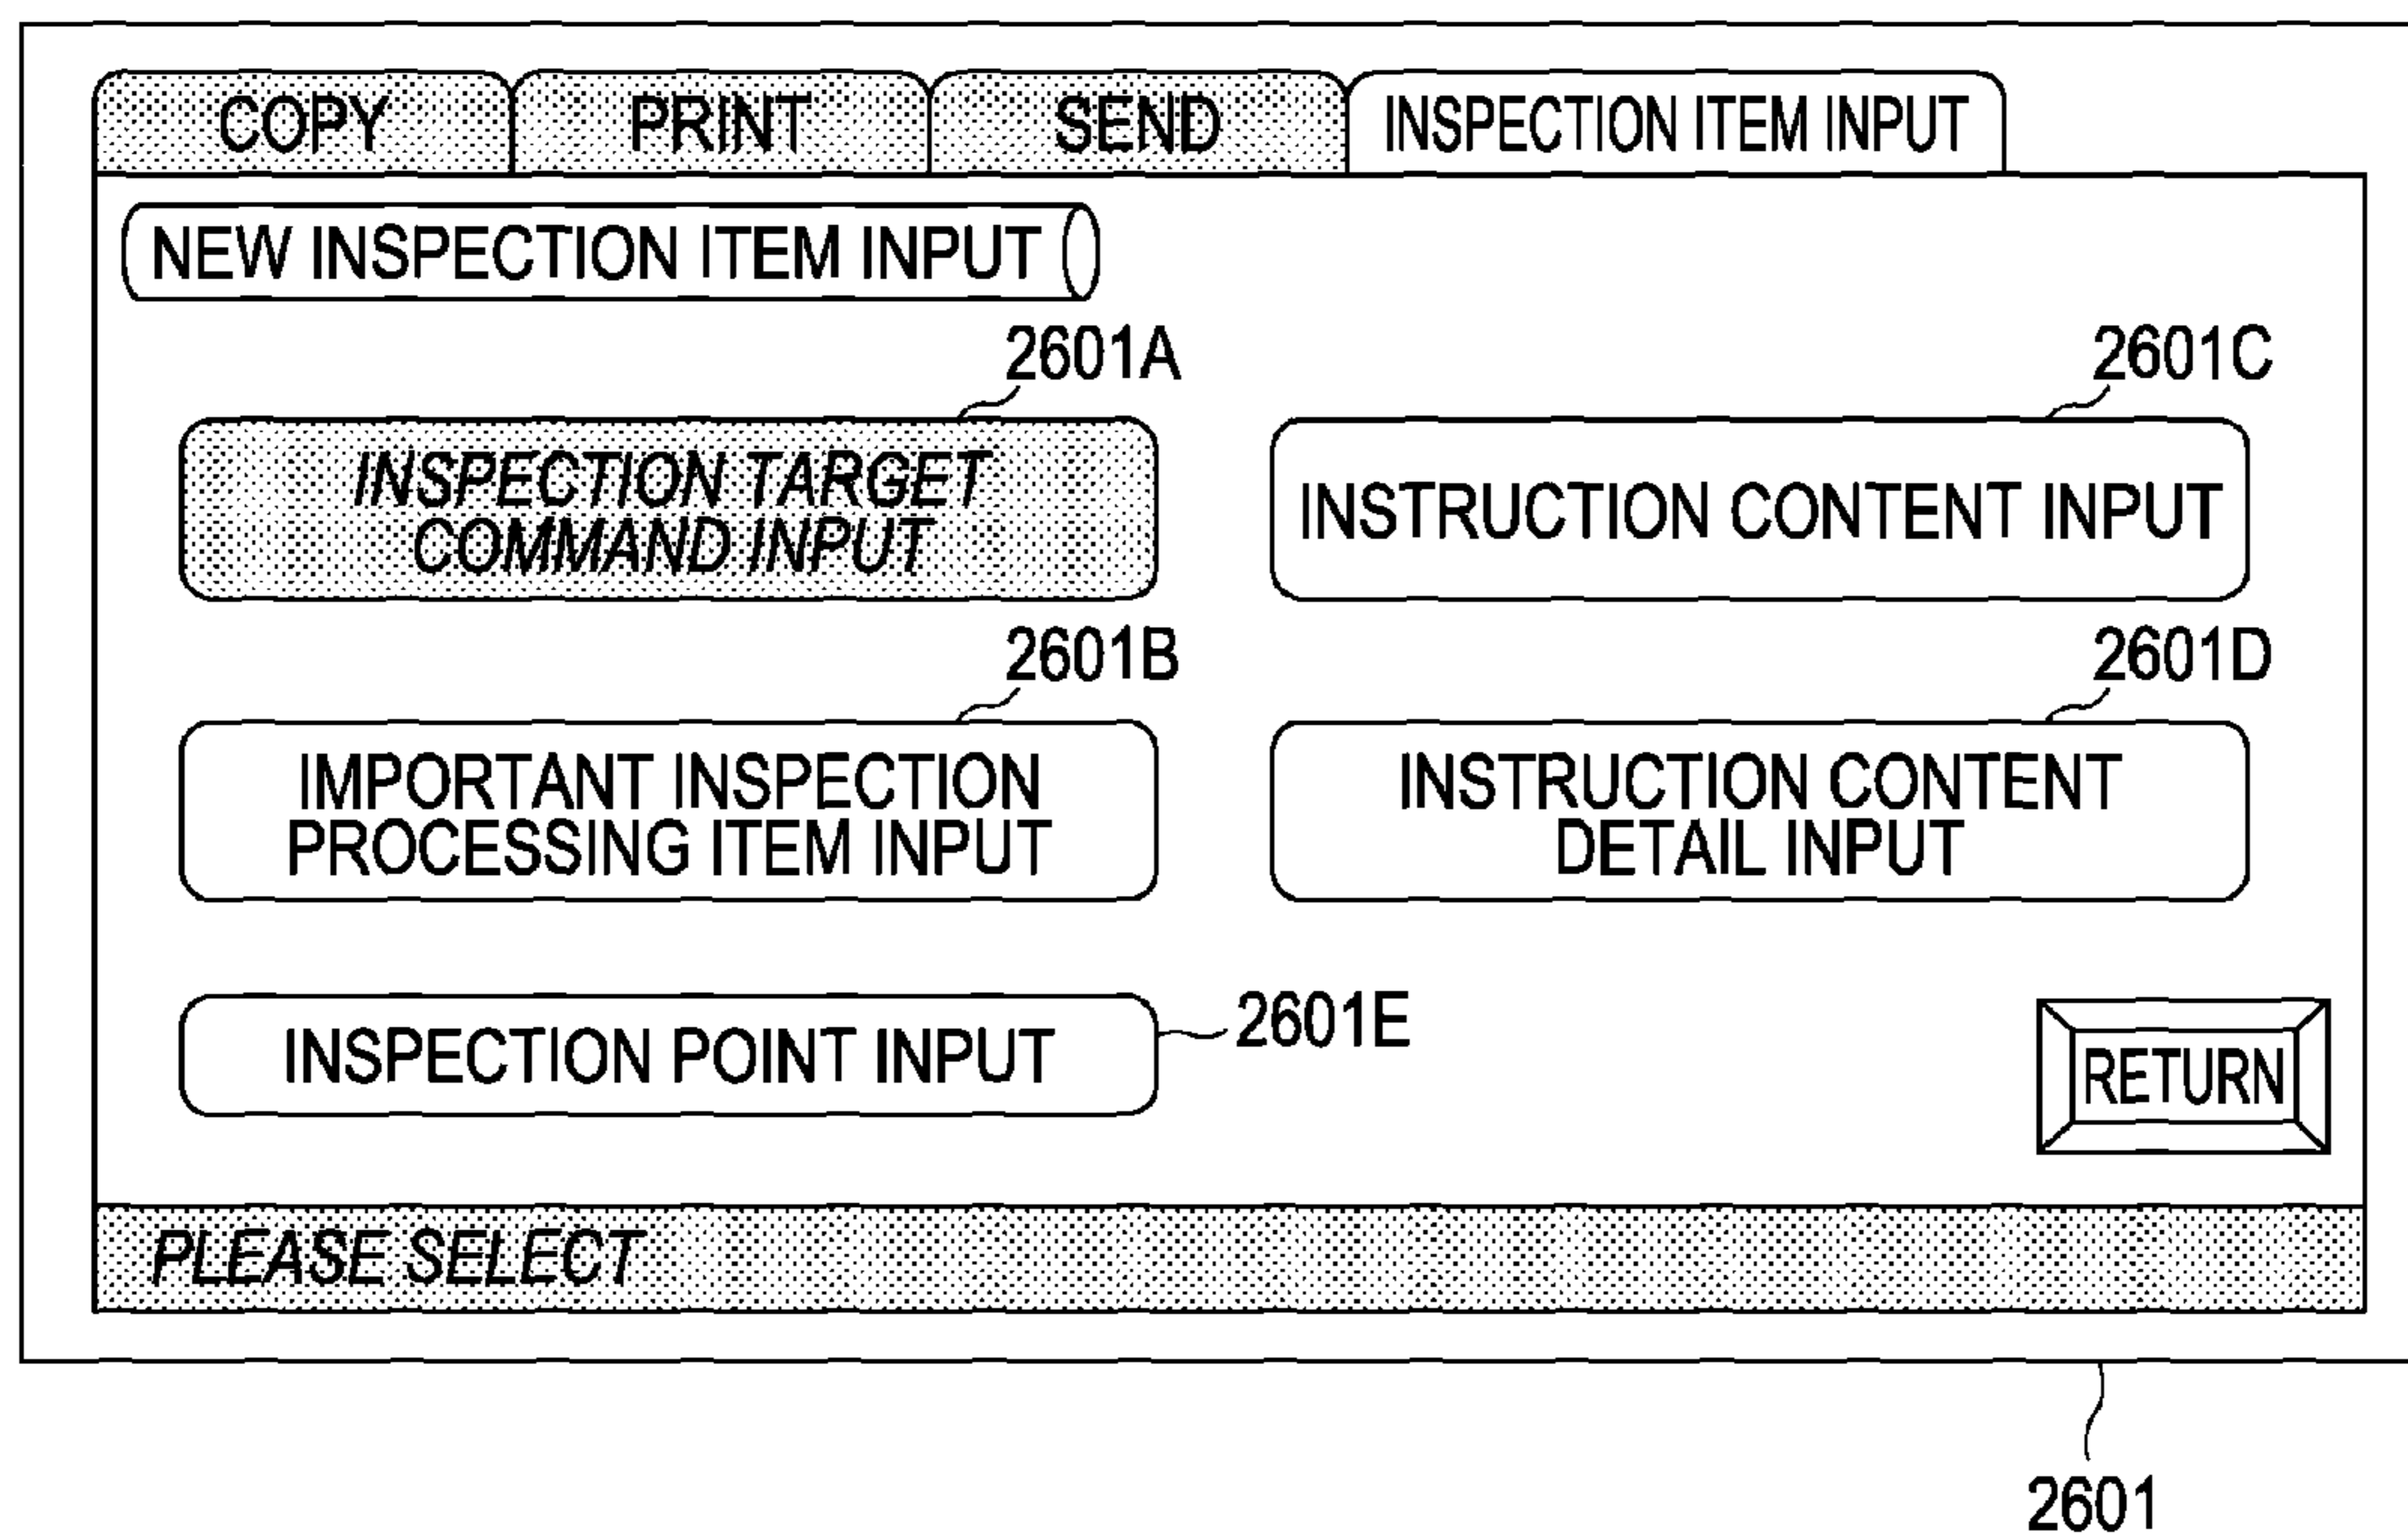 COPY PRINT SEND INSPECTION ITEM INPUT
NEW INSPECTION ITEM INPUT
2601A
2601C
INSPECTION TARGET
COMMAND INPUT
INSTRUCTION CONTENT INPUT
2601B
2601D
IMPORTANT INSPECTION
PROCESSING ITEM INPUT
INSTRUCTION CONTENT
DETAIL INPUT
INSPECTION POINT INPUT
2601E
RETURN
PLEASE SELECT
2601